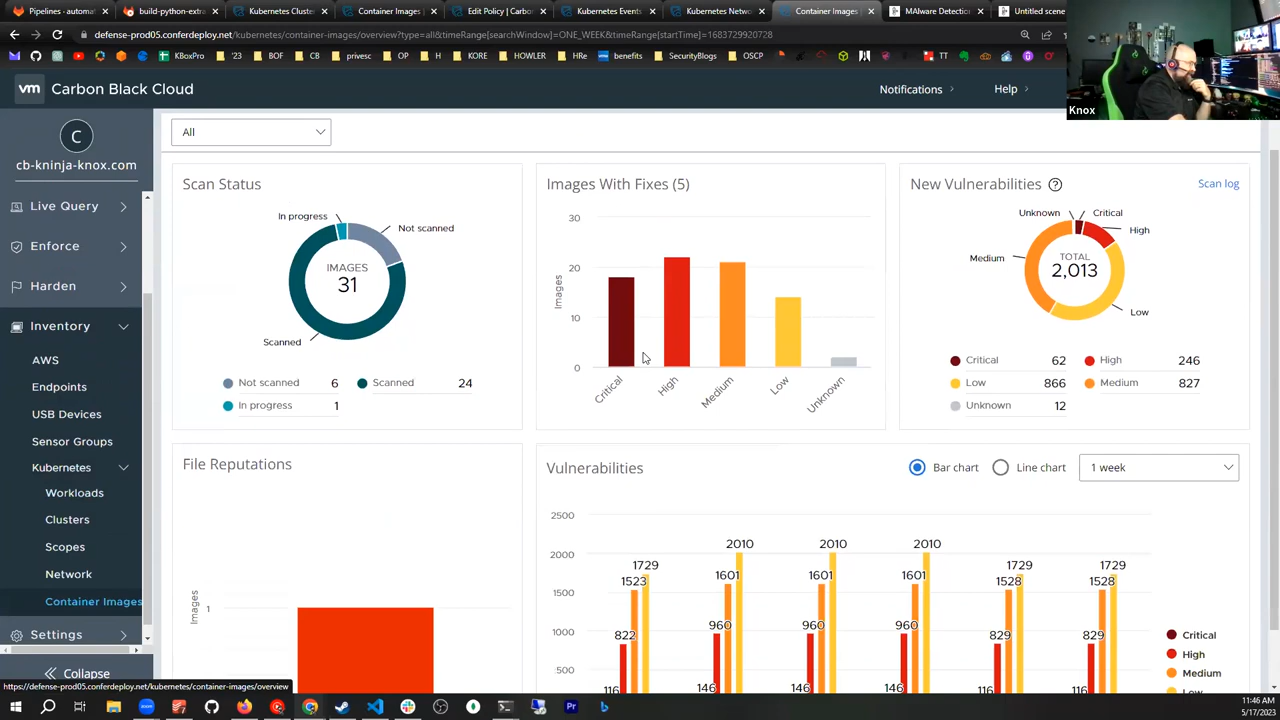 Pipelines - automat
build-python-extra
Kubernetes Cluster
Container Images |
Edit Policy | Carbon
Kubernetes Events
Kubernetes Network
Container Images |
MALware Detection
Untitled scene
defense-prod05.conferdeploy.net/kubernetes/container-images/overview?type=all&timeRange[searchWindow]=ONE_WEEK&timeRange[startTime]=1683729920728
KBoxPro
'23
BOF
CB
privesc
OP
H
KORS
HOWLER
HRe
benefits
SecurityBlogs
OSCP
TT
Knox
vm
Carbon Black Cloud
Notifications
Help
C
cb-kninja-knox.com
Live Query
Enforce
Harden
Inventory
AWS
Endpoints
USB Devices
Sensor Groups
Kubernetes
Workloads
Clusters
Scopes
Network
Container Images
Settings
Collapse
All
Scan Status
In progress
Not scanned
IMAGES
31
Scanned
Not scanned 6
Scanned 24
In progress 1
Images With Fixes (5)
30
20
10
0
Images
Critical
High
Medium
Low
Unknown
New Vulnerabilities
Scan log
Unknown
Critical
High
Medium
TOTAL
2,013
Low
Critical 62
High 246
Low 866
Medium 827
Unknown 12
File Reputations
Images
1
Vulnerabilities
Bar chart
Line chart
1 week
2500
2000
1500
1000
500
822 1523 1729
960 1601 2010
960 1601 2010
960 1601 2010
829 1528 1729
829 1528 1729
116 146 146 146 116 116
Critical
High
Medium
Low
https://defense-prod05.conferdeploy.net/kubernetes/container-images/overview
11:46 AM
5/17/2023